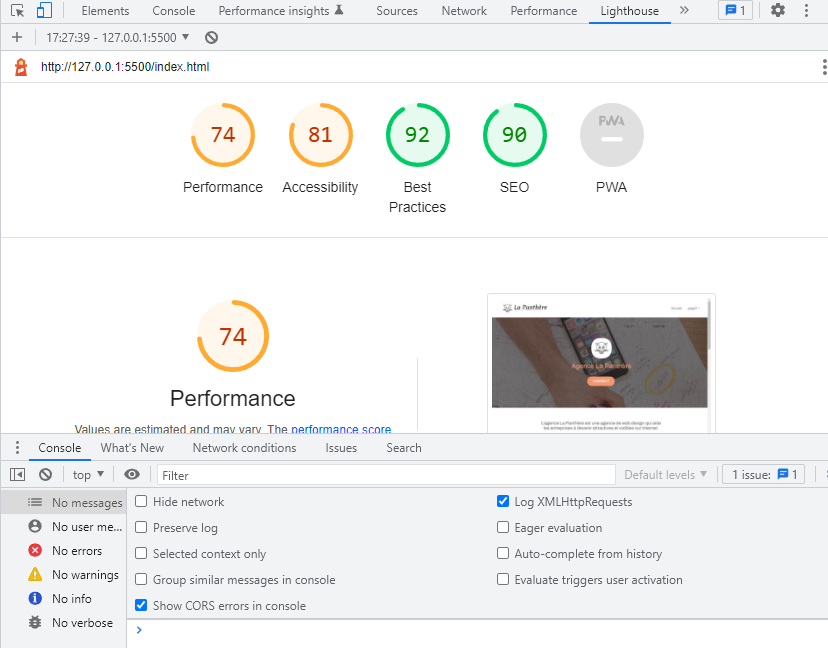 Elements Console Performance insights Sources Network Performance Lighthouse 1
17:27:39 - 127.0.0.1:5500
http://127.0.0.1:5500/index.html
74 81 92 90 PWA
Performance Accessibility Best Practices SEO PWA
74
Performance
Values are estimated and may vary. The performance score
La Panthère
Agence La Panthère
CONTACT
L'agence La Panthère est une agence de web design qui aide
les entreprises à devenir attractives et visibles sur Internet.
Console What's New Network conditions Issues Search
top Filter Default levels 1 issue: 1
No messages
No user me...
No errors
No warnings
No info
No verbose
Hide network Log XMLHttpRequests
Preserve log Eager evaluation
Selected context only Auto-complete from history
Group similar messages in console Evaluate triggers user activation
Show CORS errors in console